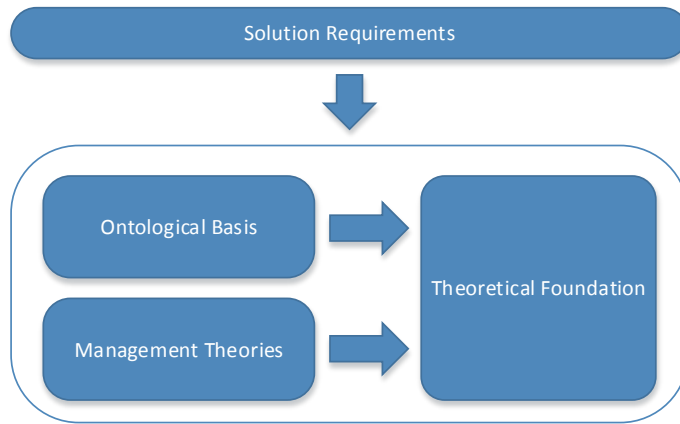 Solution Requirements
Ontological Basis
Theoretical Foundation
Management Theories